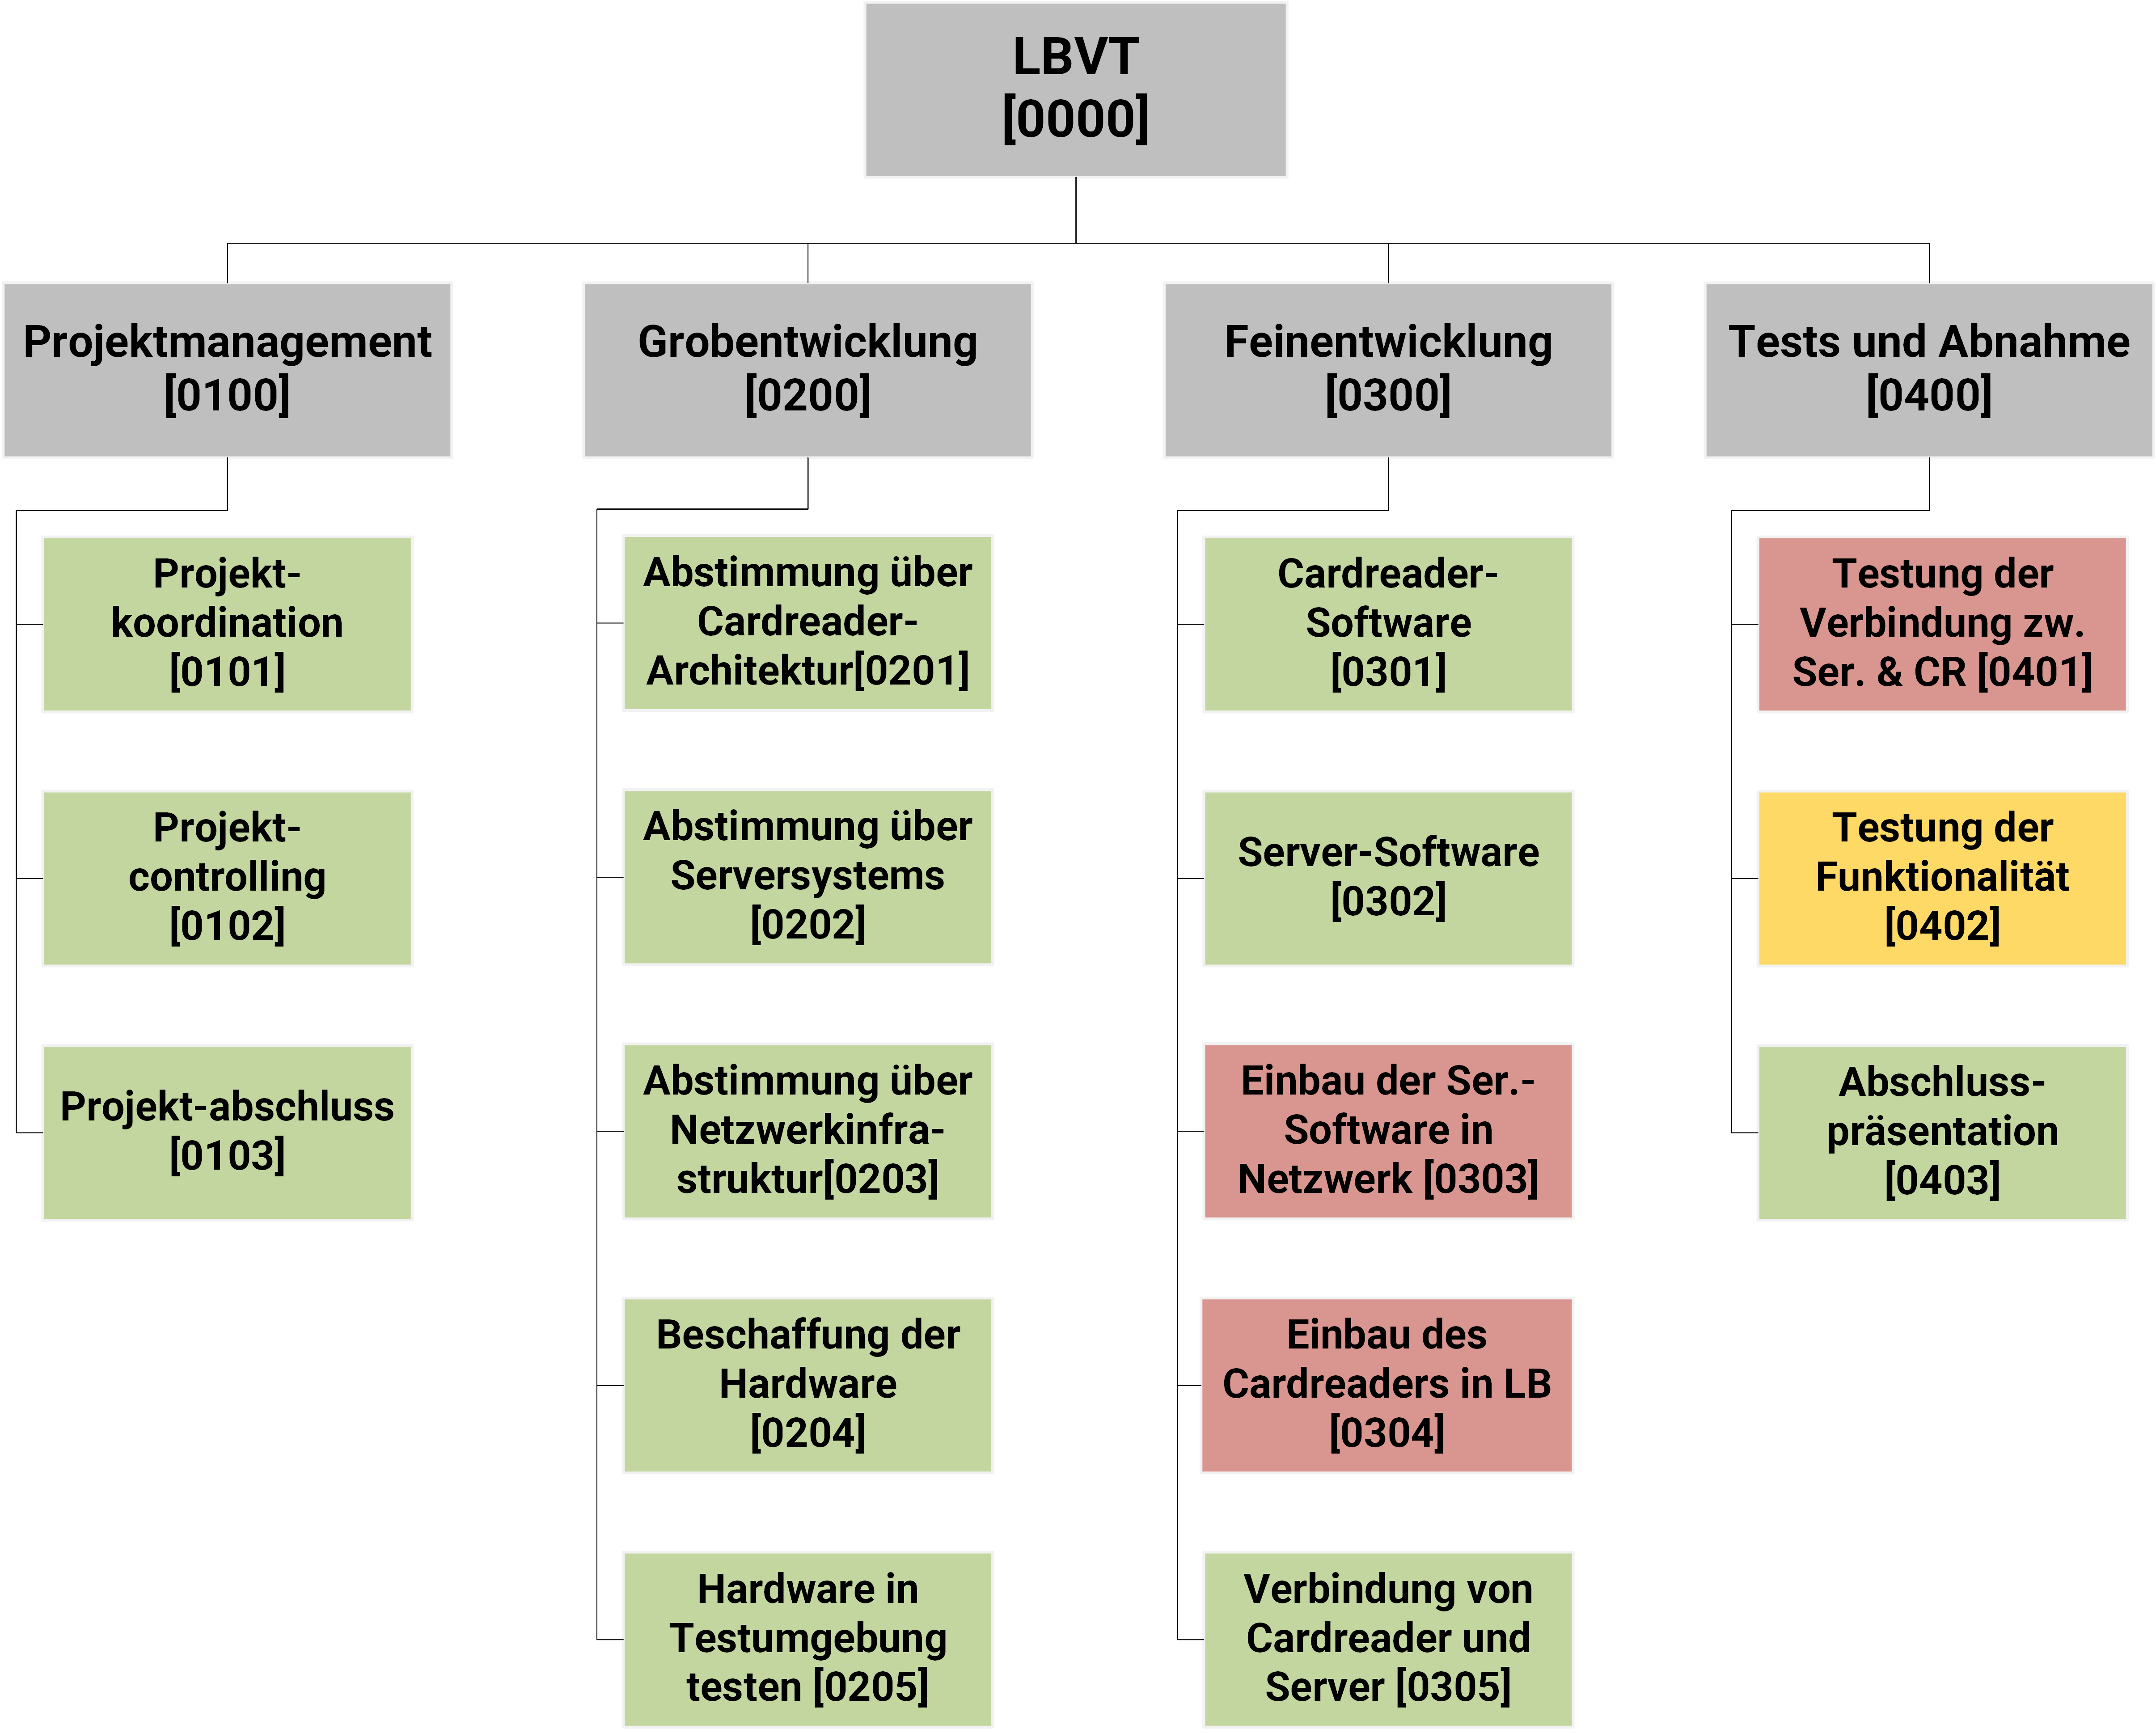 LBVT
[0000]
Projektmanagement
[0100]
Grobentwicklung
[0200]
Feinentwicklung
[0300]
Tests und Abnahme
[0400]
Projekt-
koordination
[0101]
Projekt-
controlling
[0102]
Projekt-abschluss
[0103]
Abstimmung über
Cardreader-
Architektur[0201]
Abstimmung über
Serversystems
[0202]
Abstimmung über
Netzwerkinfra-
struktur[0203]
Beschaffung der
Hardware
[0204]
Hardware in
Testumgebung
testen [0205]
Cardreader-
Software
[0301]
Server-Software
[0302]
Einbau der Ser.-
Software in
Netzwerk [0303]
Einbau des
Cardreaders in LB
[0304]
Verbindung von
Cardreader und
Server [0305]
Testung der
Verbindung zw.
Ser. & CR [0401]
Testung der
Funktionalität
[0402]
Abschluss-
präsentation
[0403]